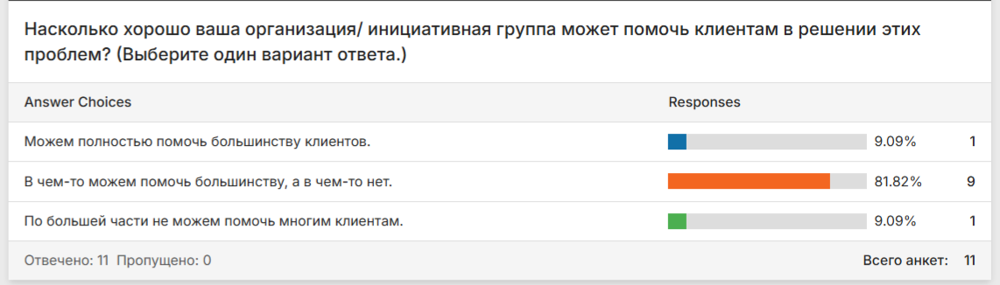 Насколько хорошо ваша организация/ инициативная группа может помочь клиентам в решении этих
проблем? (Выберите один вариант ответа.)
Answer Choices Responses
Можем полностью помочь большинству клиентов. 9.09% 1
В чем-то можем помочь большинству, а в чем-то нет. 81.82% 9
По большей части не можем помочь многим клиентам. 9.09% 1
Отвечено: 11 Пропущено: 0 Всего анкет: 11